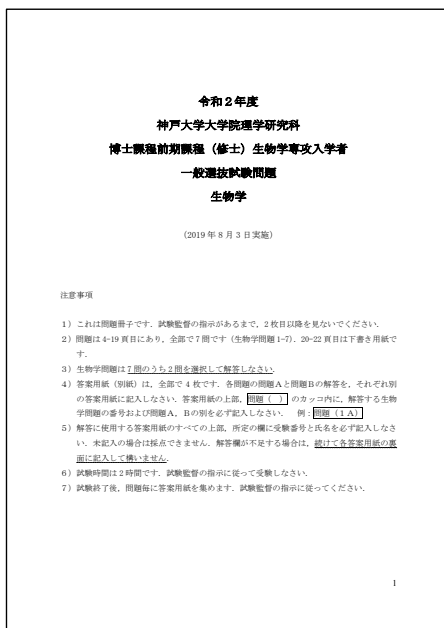 令和２年度
神戸大学大学院理学研究科
博士課程前期課程（修士）生物学専攻入学者
一般選抜試験問題
生物学
（2019 年 8 月 3 日実施）
注意事項
1）これは問題冊子です．試験監督の指示があるまで，2 枚目以降を見ないでください．
2）問題は 4-19 頁目にあり，全部で 7 問です（生物学問題 1-7）．20-22 頁目は下書き用紙で
す．
3）生物学問題は 7 問のうち 2 問を選択して解答しなさい．
4）答案用紙（別紙）は，全部で 4 枚です．各問題の問題Ａと問題Ｂの解答を，それぞれ別
の答案用紙に記入しなさい．答案用紙の上部，問題（　）のカッコ内に，解答する生物
学問題の番号および問題Ａ，Ｂの別を必ず記入しなさい．　例：問題（１Ａ）
5）解答に使用する答案用紙のすべての上部，所定の欄に受験番号と氏名を必ず記入しなさ
い．未記入の場合は採点できません．解答欄が不足する場合は，続けて各答案用紙の裏
面に記入して構いません．
6）試験時間は 2 時間です．試験監督の指示に従って受験しなさい．
7）試験終了後，問題毎に答案用紙を集めます．試験監督の指示に従ってください．
1